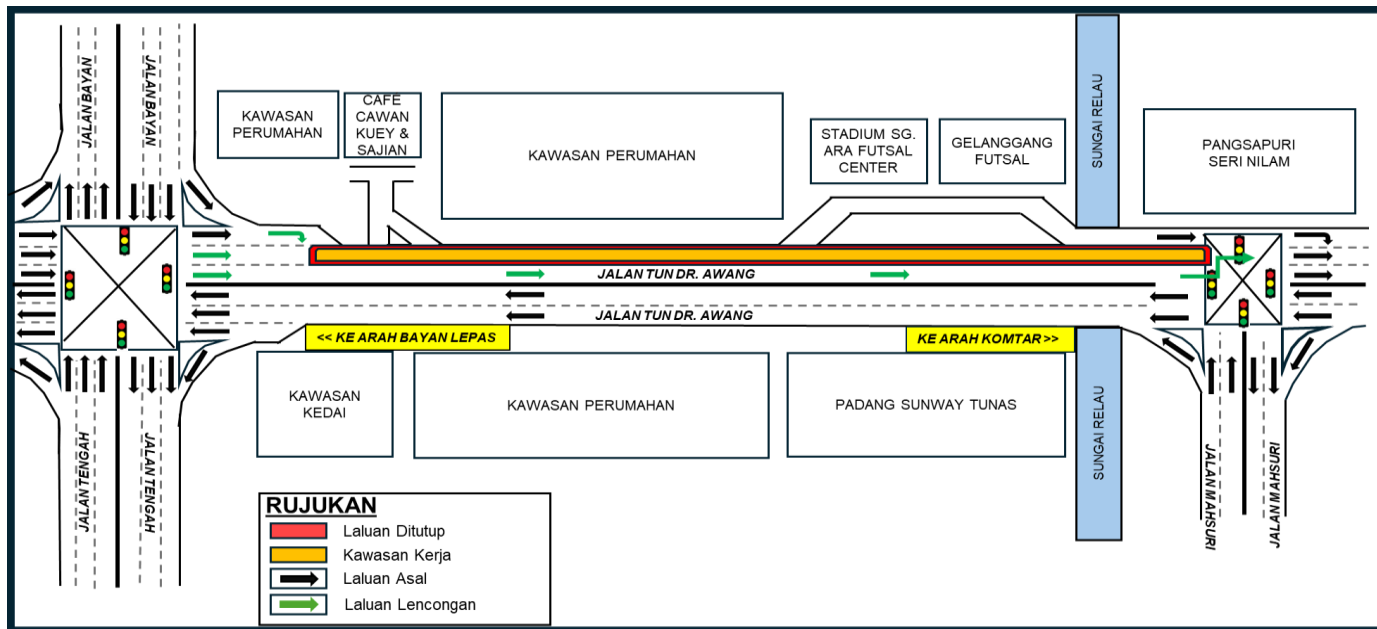 JALAN BAYAN
JALAN BAYAN
KAWASAN
PERUMAHAN
CAFE
CAWAN
KUEY &
SAJIAN
KAWASAN PERUMAHAN
STADIUM SG.
ARA FUTSAL
CENTER
GELANGGANG
FUTSAL
SUNGAI RELAU
PANGSAPURI
SERI NILAM
JALAN TUN DR. AWANG
JALAN TUN DR. AWANG
<< KE ARAH BAYAN LEPAS
KE ARAH KOMTAR >>
KAWASAN
KEDAI
KAWASAN PERUMAHAN
PADANG SUNWAY TUNAS
SUNGAI RELAU
JALAN TENGAH
JALAN TENGAH
JALAN MAHSURI
JALAN MAHSURI
RUJUKAN
Laluan Ditutup
Kawasan Kerja
Laluan Asal
Laluan Lencongan